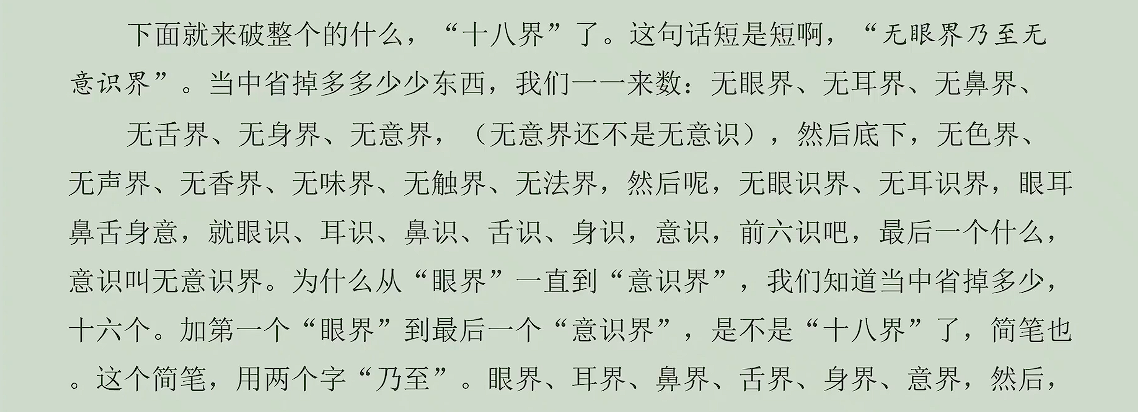 下面就来破整个的什么，“十八界”了。这句话短是短啊，“无眼界乃至无
意识界”。当中省掉多多少少东西，我们一一来数：无眼界、无耳界、无鼻界、
无舌界、无身界、无意界，（无意界还不是无意识），然后底下，无色界、
无声界、无香界、无味界、无触界、无法界，然后呢，无眼识界、无耳识界，眼耳
鼻舌身意，就眼识、耳识、鼻识、舌识、身识，意识，前六识吧，最后一个什么，
意识叫无意识界。为什么从“眼界”一直到“意识界”，我们知道当中省掉多少，
十六个。加第一个“眼界”到最后一个“意识界”，是不是“十八界”了，简笔也
。这个简笔，用两个字“乃至”。眼界、耳界、鼻界、舌界、身界、意界，然后，